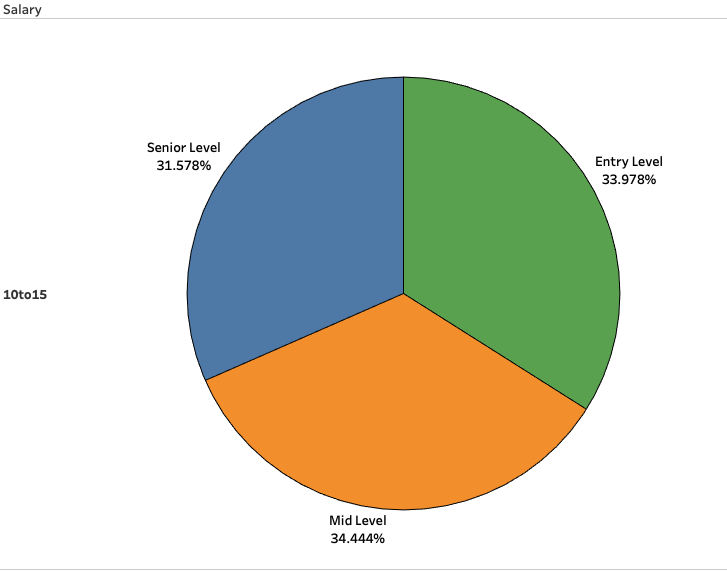 Salary
Senior Level
31.578%
Entry Level
33.978%
10to15
Mid Level
34.444%